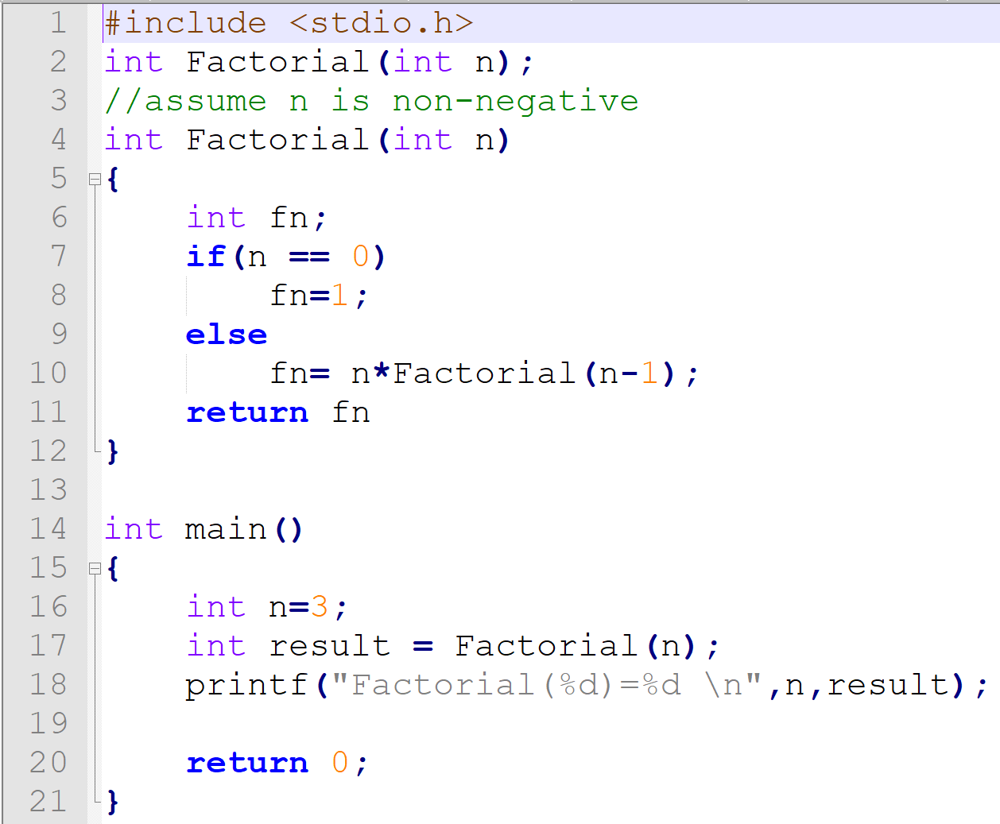 1 #include <stdio.h>
2 int Factorial(int n);
3 //assume n is non-negative
4 int Factorial(int n)
5 {
6     int fn;
7     if(n == 0)
8         fn=1;
9     else
10         fn= n*Factorial(n-1);
11     return fn
12 }
13
14 int main()
15 {
16     int n=3;
17     int result = Factorial(n);
18     printf("Factorial(%d)=%d \n",n,result);
19
20     return 0;
21 }